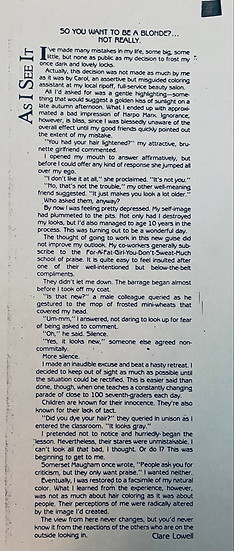 AS I SEE IT
SO YOU WANT TO BE A BLONDE?...
NOT REALLY.
I've made many mistakes in my life, some big, some
little, but none as public as my decision to frost my
once dark and lovely locks.
Actually, this decision was not made as much by me
as it was by Carol, an assertive but misguided coloring
assistant at my local ripoff, full-service beauty salon.
All I'd asked for was a gentle highlighting—some-
thing that would suggest a golden kiss of sunlight on a
late autumn afternoon. What I ended up with approxi-
mated a bad impression of Harpo Marx. Ignorance,
however, is bliss, since I was blessedly unaware of the
overall effect until my good friends quickly pointed out
the extent of my mistake.
"You had your hair lightened?" my attractive, bru-
nette girlfriend commented.
I opened my mouth to answer affirmatively, but
before I could offer any kind of response she jumped all
over my ego.
"I don't like it at all," she proclaimed. "It's not you."
"No, that's not the trouble," my other well-meaning
friend suggested. "It just makes you look a lot older."
Who asked them, anyway?
By now I was feeling pretty depressed. My self-image
had plummeted to the pits. Not only had I destroyed
my looks, but I'd also managed to age 10 years in the
process. This was turning out to be a wonderful day.
The thought of going to work in this new guise did
not improve my outlook. My co-workers generally sub-
scribe to the For-A-Fat-Girl-You-Don't-Sweat-Much
school of praise. It is quite easy to feel insulted after
one of their well-intentioned but below-the-belt
compliments.
They didn't let me down. The barrage began almost
before I took off my coat.
"Is that new?" a male colleague queried as he
gestured to the mop of frosted mini-wheats that
covered my head.
"Um-mm," I answered, not daring to look up for fear
of being asked to comment.
"Oh," he said. Silence.
"Yes, it looks new," someone else agreed non-
commitally.
More silence.
I made an inaudible excuse and beat a hasty retreat. I
decided to keep out of sight as much as possible until
the situation could be rectified. This is easier said than
done, though, when one teaches a constantly changing
parade of close to 100 seventh-graders each day.
Children are known for their innocence. They're also
known for their lack of tact.
"Did you dye your hair?" they queried in unison as I
entered the classroom. "It looks gray."
I pretended not to notice and hurriedly began the
lesson. Nevertheless, their stares were unmistakable. I
can't look all that bad, I thought. Or do I? This was
beginning to get to me.
Somerset Maugham once wrote, "People ask you for
criticism, but they only want praise." I wanted neither.
Eventually, I was restored to a facsimile of my natural
color. What I learned from the experience, however,
was not as much about hair coloring as it was about
people. Their perceptions of me were radically altered
by the image I'd created.
The view from here never changes, but you'd never
know it from the reactions of the others who are on the
outside looking in.
Clare Lowell